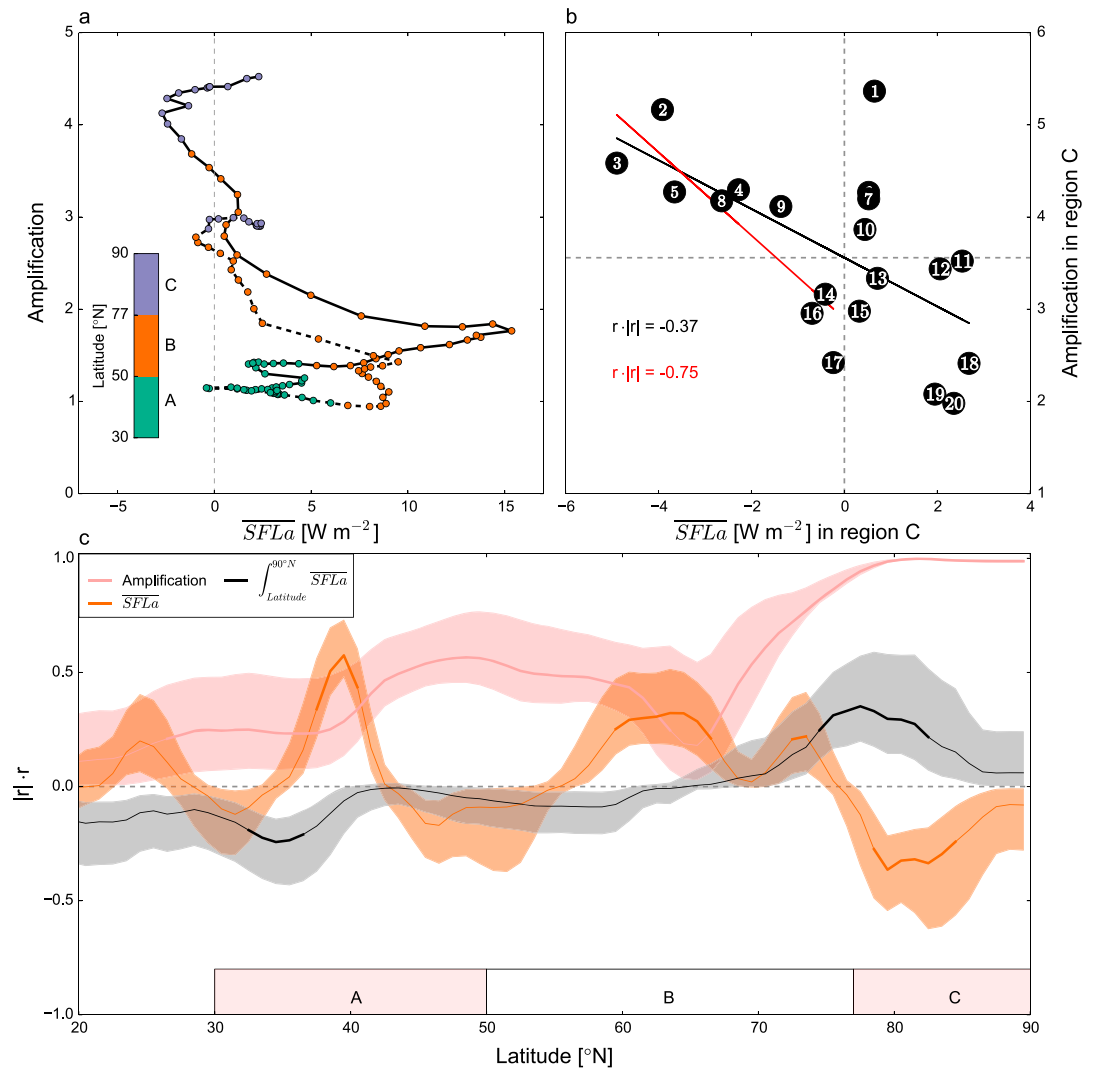 a
5
4
3
2
1
0
Amplification
Latitude [°N]
90
77
50
30
C
B
A
−5 0 5 10 15
SFLa [W m−2]
b
6
5
4
3
2
1
Amplification in region C
1
2
3
4
5
7
8
9
10
11
12
13
14
15
16
17
18
19
20
r·|r| = -0.37
r·|r| = -0.75
−6 −4 −2 0 2 4
SFLa [W m−2] in region C
c
Amplification
SFLa
∫ 90°N Latitude SFLa
1.0
0.5
0.0
−0.5
−1.0
|r|·r
A B C
20 30 40 50 60 70 80 90
Latitude [°N]